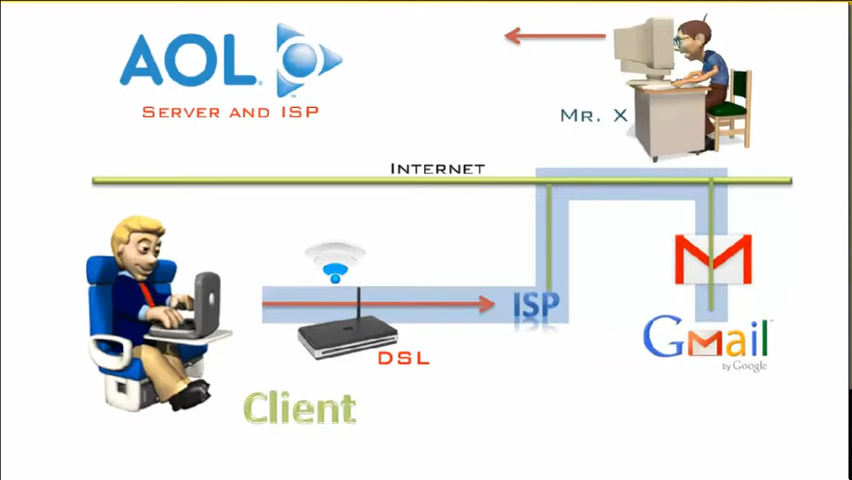 AOL
SERVER AND ISP
MR. X
INTERNET
ISP
Gmail
by Google
DSL
Client